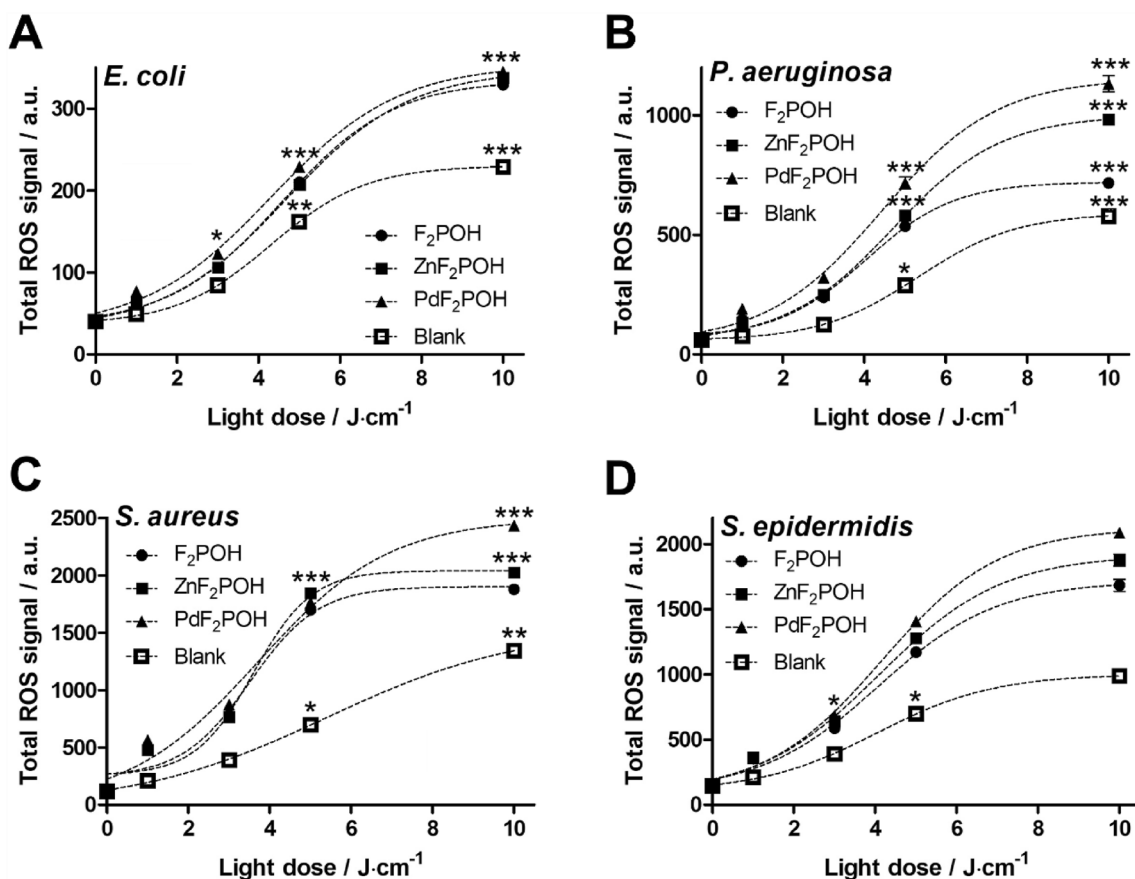 A
E. coli
Total ROS signal / a.u.
300
200
100
0
*
***
**
***
***
F₂POH
ZnF₂POH
PdF₂POH
Blank
0 2 4 6 8 10
Light dose / J·cm⁻¹
B
P. aeruginosa
Total ROS signal / a.u.
1000
500
0
F₂POH
ZnF₂POH
PdF₂POH
Blank
***
***
*
***
***
***
***
0 2 4 6 8 10
Light dose / J·cm⁻¹
C
S. aureus
Total ROS signal / a.u.
2500
2000
1500
1000
500
0
F₂POH
ZnF₂POH
PdF₂POH
Blank
***
*
***
***
**
0 2 4 6 8 10
Light dose / J·cm⁻¹
D
S. epidermidis
Total ROS signal / a.u.
2000
1500
1000
500
0
F₂POH
ZnF₂POH
PdF₂POH
Blank
*
*
0 2 4 6 8 10
Light dose / J·cm⁻¹